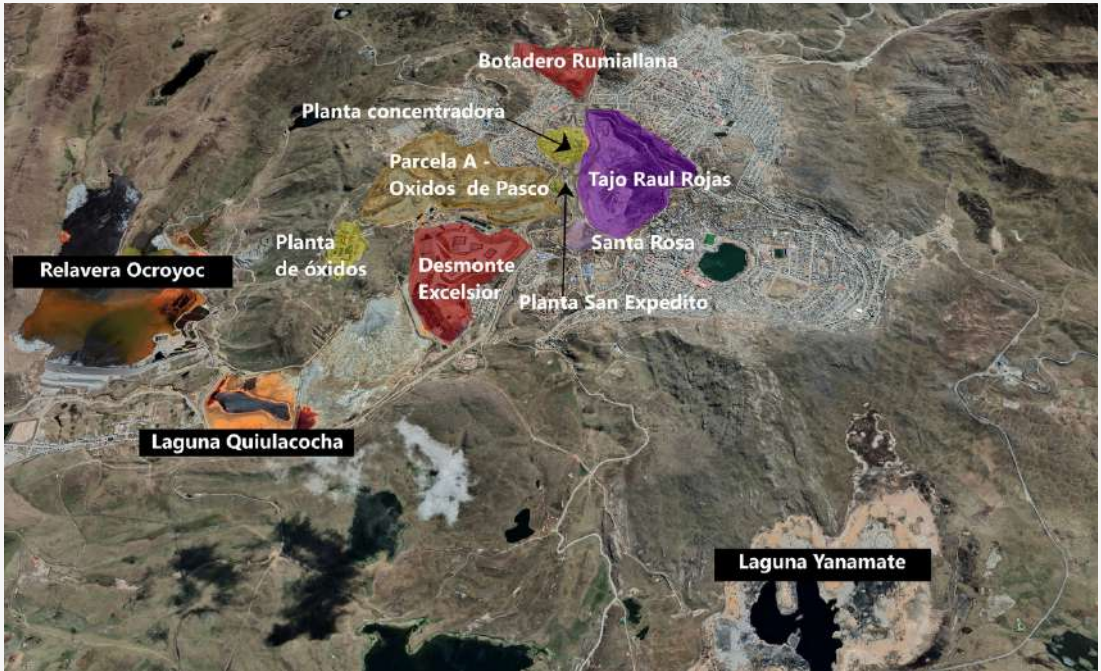 Botadero Rumiallana
Planta concentradora
Parcela A -
Oxidos de Pasco
Tajo Raul Rojas
Planta
de óxidos
Santa Rosa
Relavera Ocroyoc
Desmonte
Excelsior
Planta San Expedito
Laguna Quiulacocha
Laguna Yanamate